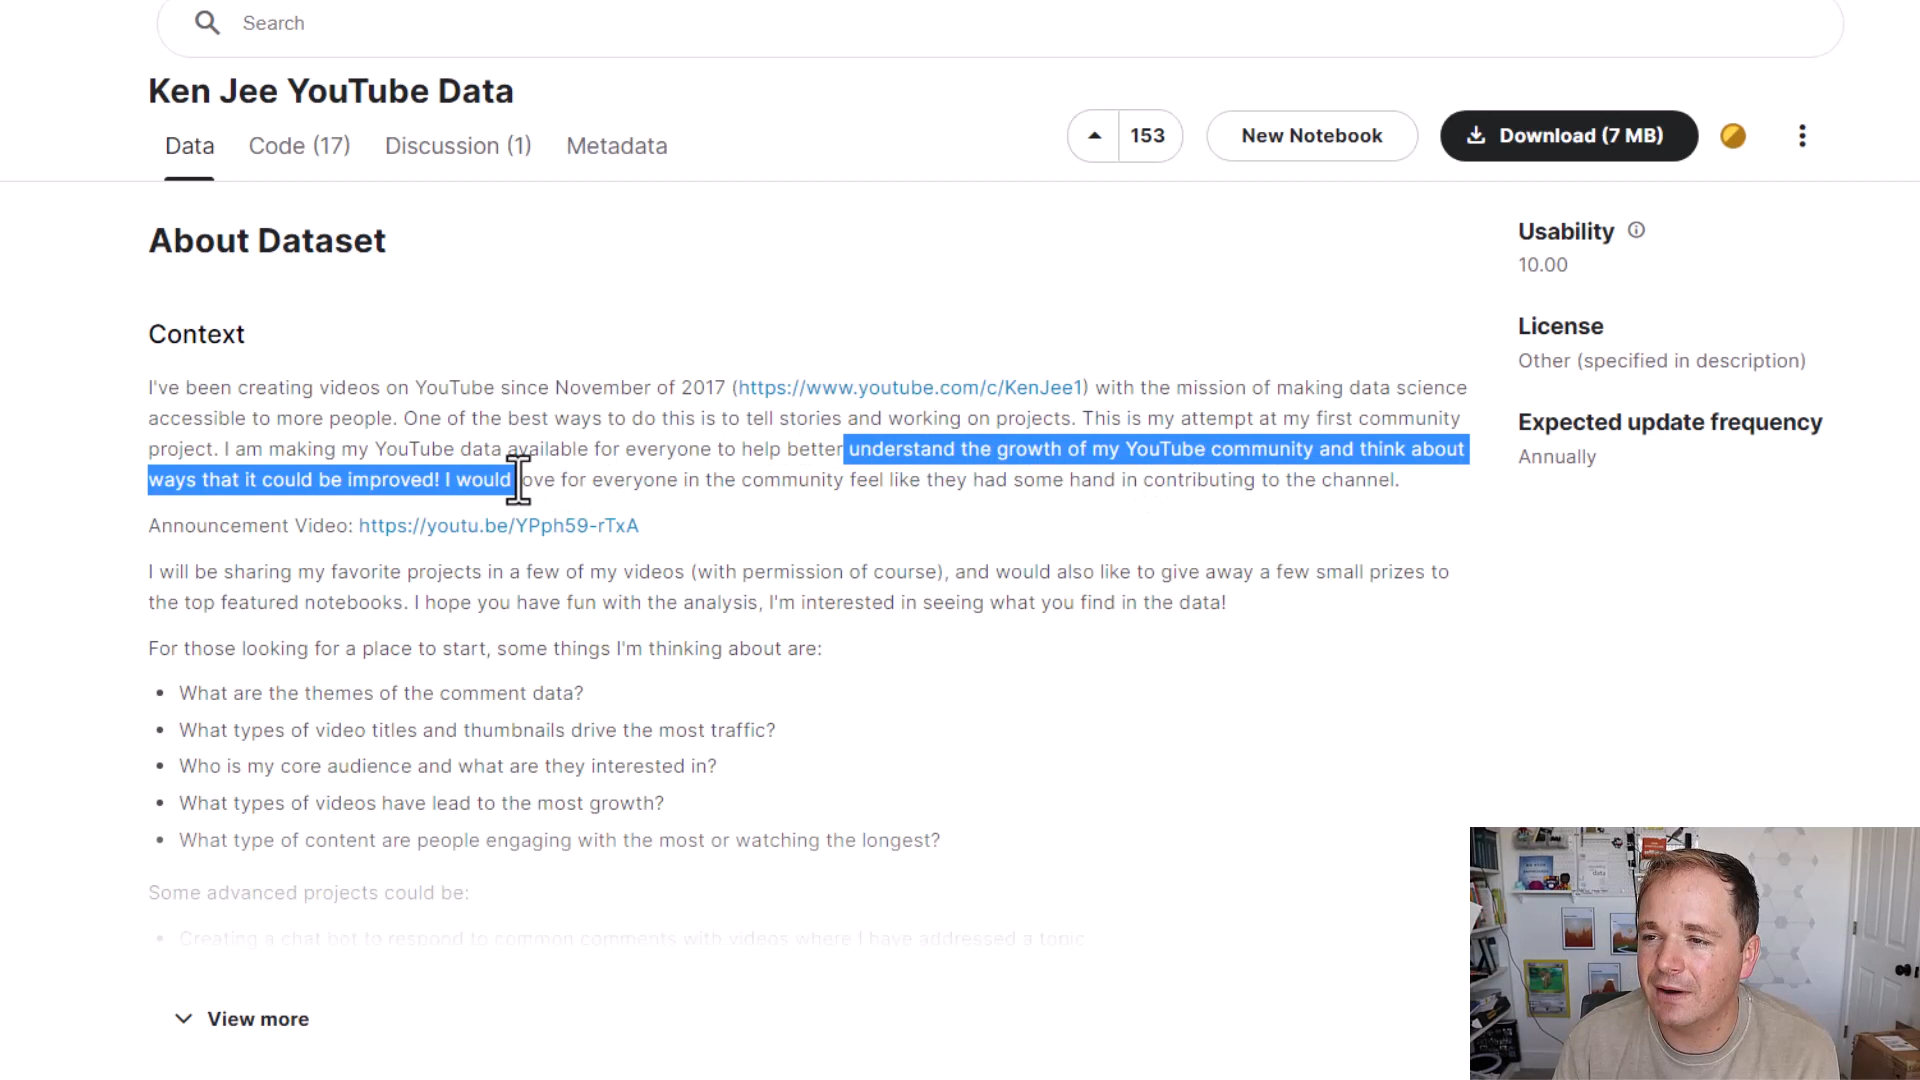 Search
Ken Jee YouTube Data
Data Code (17) Discussion (1) Metadata
153
New Notebook
Download (7 MB)
About Dataset
Context
I've been creating videos on YouTube since November of 2017 (https://www.youtube.com/c/KenJee1) with the mission of making data science
accessible to more people. One of the best ways to do this is to tell stories and working on projects. This is my attempt at my first community
project. I am making my YouTube data available for everyone to help better understand the growth of my YouTube community and think about
ways that it could be improved! I would love for everyone in the community feel like they had some hand in contributing to the channel.
Announcement Video: https://youtu.be/YPph59-rTxA
I will be sharing my favorite projects in a few of my videos (with permission of course), and would also like to give away a few small prizes to
the top featured notebooks. I hope you have fun with the analysis, I'm interested in seeing what you find in the data!
For those looking for a place to start, some things I'm thinking about are:
• What are the themes of the comment data?
• What types of video titles and thumbnails drive the most traffic?
• Who is my core audience and what are they interested in?
• What types of videos have lead to the most growth?
• What type of content are people engaging with the most or watching the longest?
Some advanced projects could be:
• Creating a chat bot to respond to common comments with videos where I have addressed a topic
View more
Usability
10.00
License
Other (specified in description)
Expected update frequency
Annually